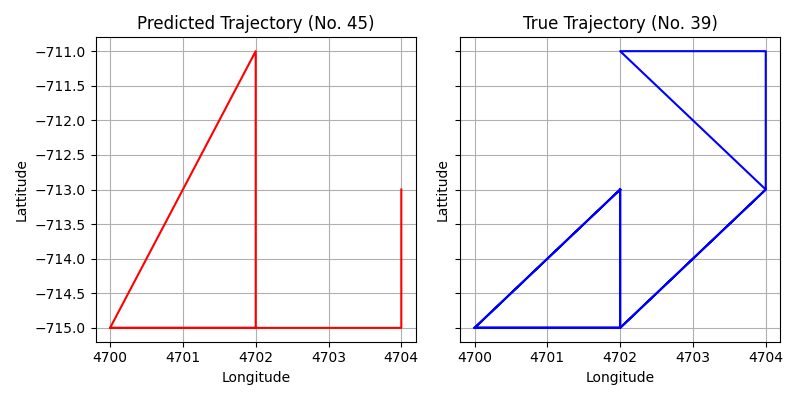 Predicted Trajectory (No. 45)
True Trajectory (No. 39)
−711.0
−711.5
−712.0
−712.5
−713.0
−713.5
−714.0
−714.5
−715.0
Lattitude
Lattitude
4700 4701 4702 4703 4704
4700 4701 4702 4703 4704
Longitude
Longitude